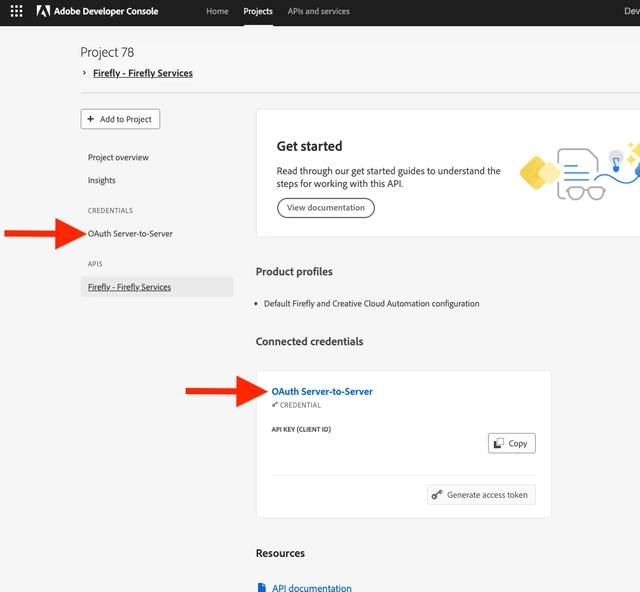 Adobe Developer Console
Home
Projects
APIs and services
Dev
Project 78
Firefly - Firefly Services
+ Add to Project
Project overview
Insights
CREDENTIALS
OAuth Server-to-Server
APIS
Firefly - Firefly Services
Get started
Read through our get started guides to understand the
steps for working with this API.
View documentation
Product profiles
• Default Firefly and Creative Cloud Automation configuration
Connected credentials
OAuth Server-to-Server
CREDENTIAL
API KEY (CLIENT ID)
Copy
Generate access token
Resources
API documentation